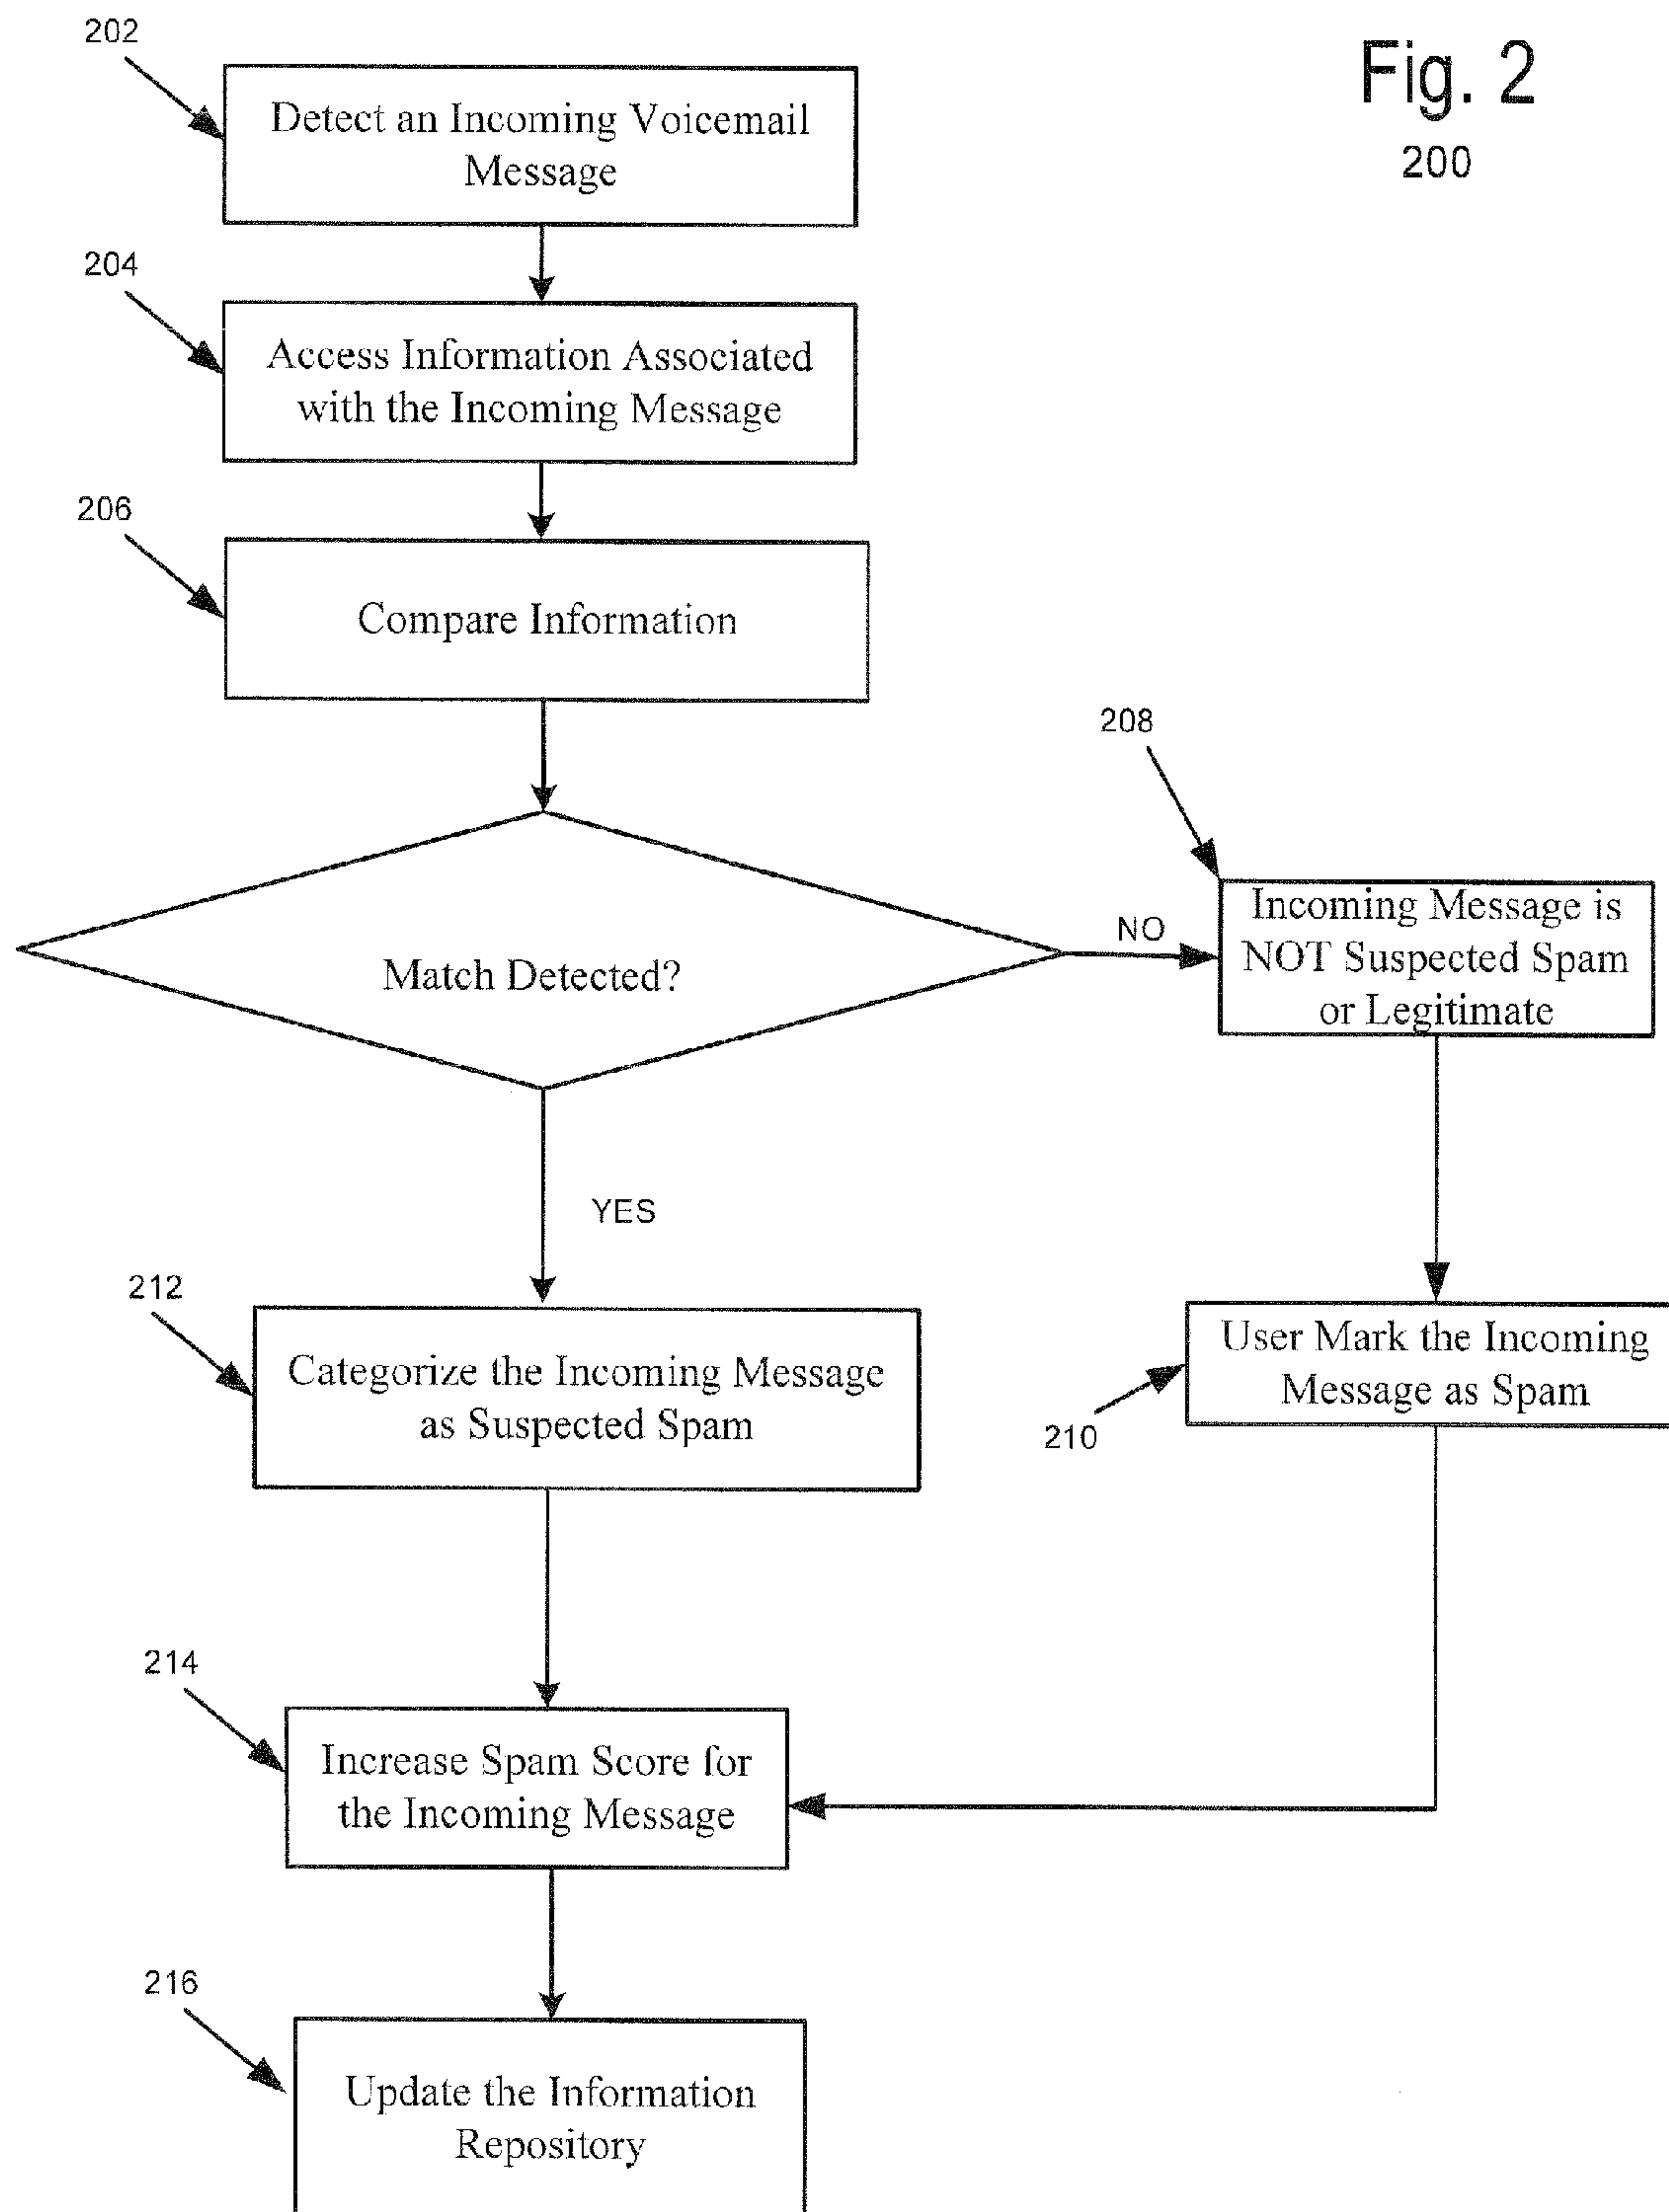 Fig. 2
200
202
Detect an Incoming Voicemail
Message
204
Access Information Associated
with the Incoming Message
206
Compare Information
Match Detected?
NO
208
Incoming Message is
NOT Suspected Spam
or Legitimate
YES
212
Categorize the Incoming Message
as Suspected Spam
User Mark the Incoming
Message as Spam
210
214
Increase Spam Score for
the Incoming Message
216
Update the Information
Repository